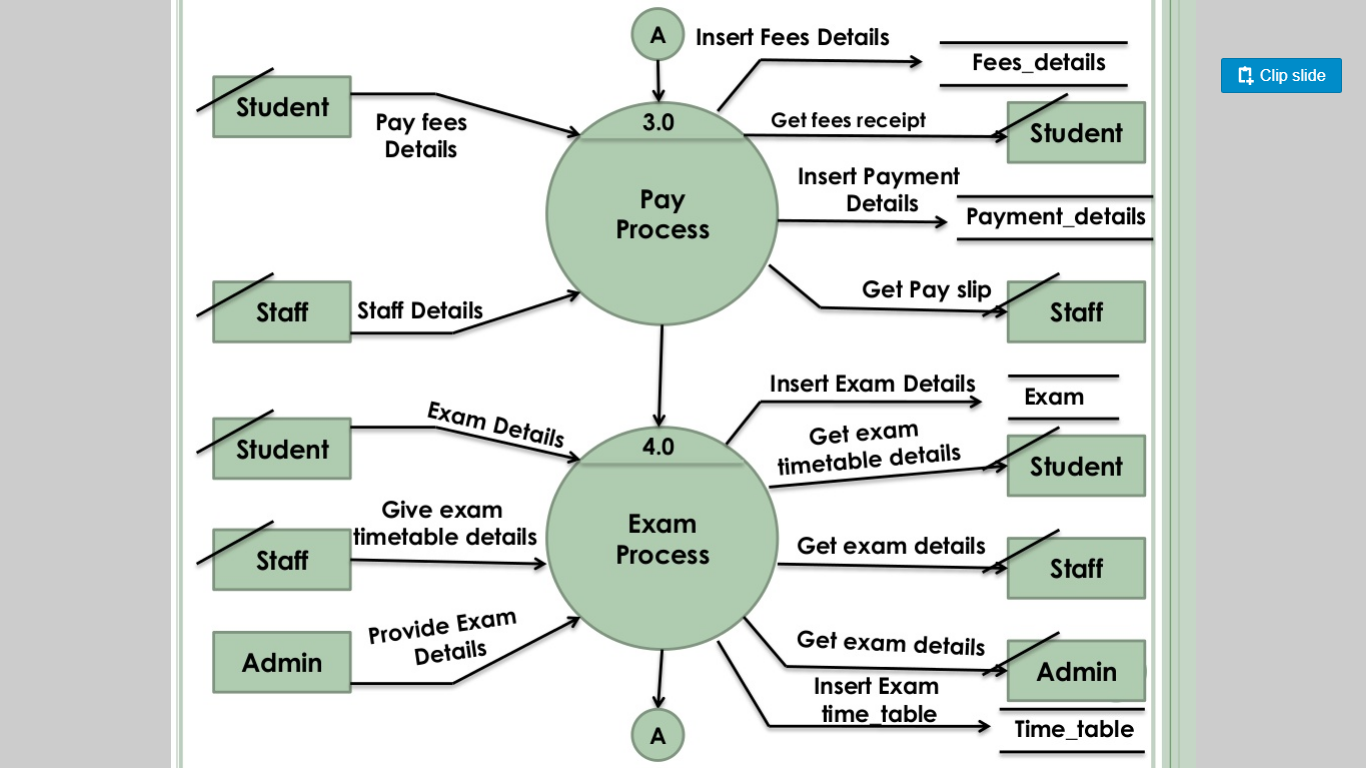 A
Insert Fees Details
Fees_details
Student
Pay fees
Details
3.0
Get fees receipt
Student
Pay
Process
Insert Payment
Details
Payment_details
Staff
Staff Details
Get Pay slip
Staff
Student
Exam Details
4.0
Insert Exam Details
Exam
Get exam
timetable details
Student
Staff
Give exam
timetable details
Exam
Process
Get exam details
Staff
Admin
Provide Exam
Details
Get exam details
Admin
Insert Exam
time_table
Time_table
A
Clip slide